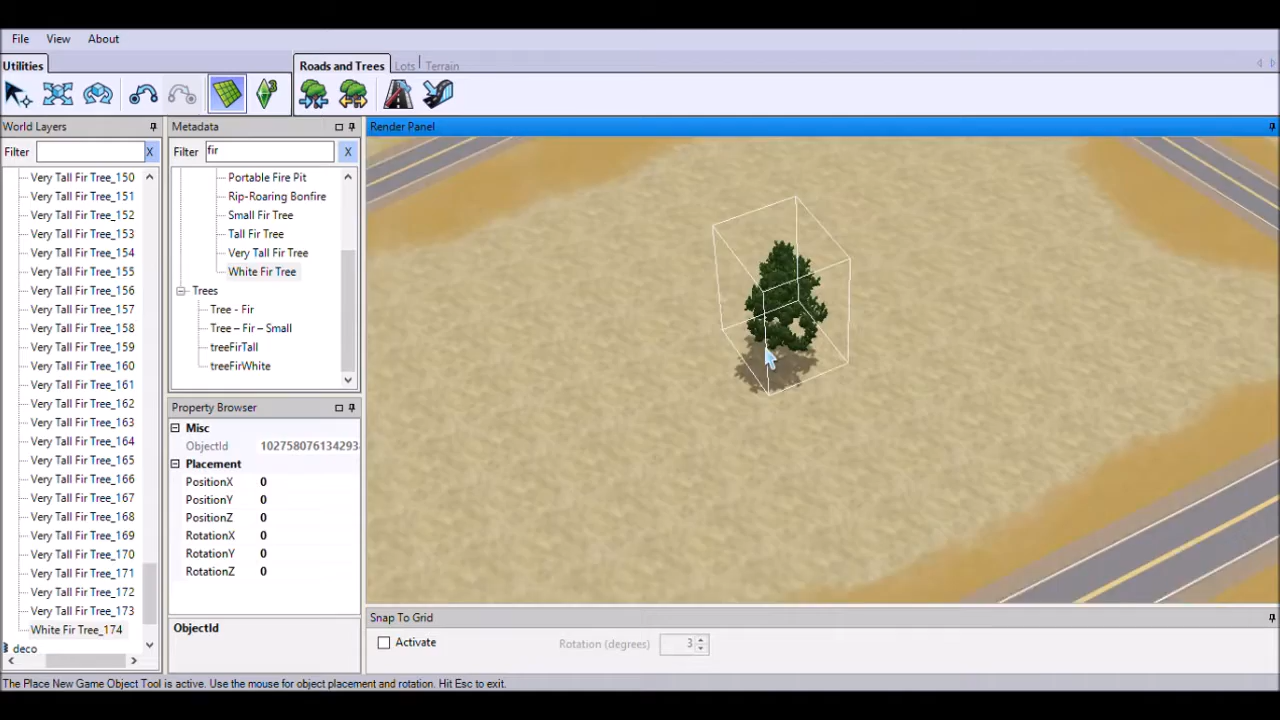 File View About
Utilities
Roads and Trees Lots Terrain
World Layers
Filter X
Very Tall Fir Tree_150
Very Tall Fir Tree_151
Very Tall Fir Tree_152
Very Tall Fir Tree_153
Very Tall Fir Tree_154
Very Tall Fir Tree_155
Very Tall Fir Tree_156
Very Tall Fir Tree_157
Very Tall Fir Tree_158
Very Tall Fir Tree_159
Very Tall Fir Tree_160
Very Tall Fir Tree_161
Very Tall Fir Tree_162
Very Tall Fir Tree_163
Very Tall Fir Tree_164
Very Tall Fir Tree_165
Very Tall Fir Tree_166
Very Tall Fir Tree_167
Very Tall Fir Tree_168
Very Tall Fir Tree_169
Very Tall Fir Tree_170
Very Tall Fir Tree_171
Very Tall Fir Tree_172
Very Tall Fir Tree_173
White Fir Tree_174
deco
Metadata
Filter fir X
Portable Fire Pit
Rip-Roaring Bonfire
Small Fir Tree
Tall Fir Tree
Very Tall Fir Tree
White Fir Tree
Trees
Tree - Fir
Tree – Fir – Small
treeFirTall
treeFirWhite
Property Browser
Misc
ObjectId 102758076134293
Placement
PositionX 0
PositionY 0
PositionZ 0
RotationX 0
RotationY 0
RotationZ 0
ObjectId
Render Panel
Snap To Grid
Activate Rotation (degrees) 3
The Place New Game Object Tool is active. Use the mouse for object placement and rotation. Hit Esc to exit.